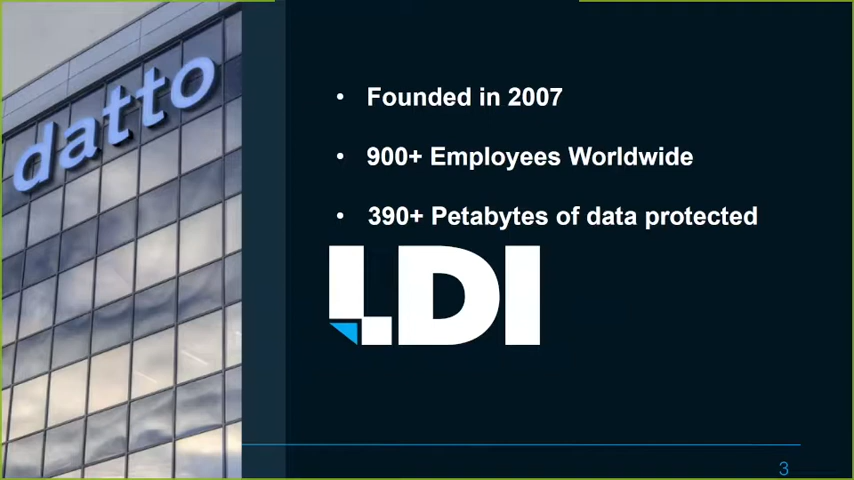 datto
• Founded in 2007
• 900+ Employees Worldwide
• 390+ Petabytes of data protected
LDI
3